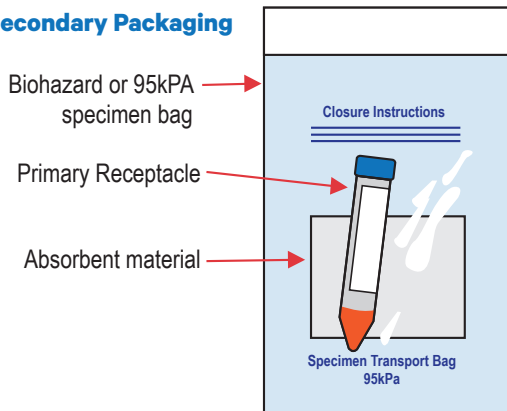 econdary Packaging
Biohazard or 95kPA
specimen bag
Closure Instructions
Primary Receptacle
Absorbent material
Specimen Transport Bag
95kPa